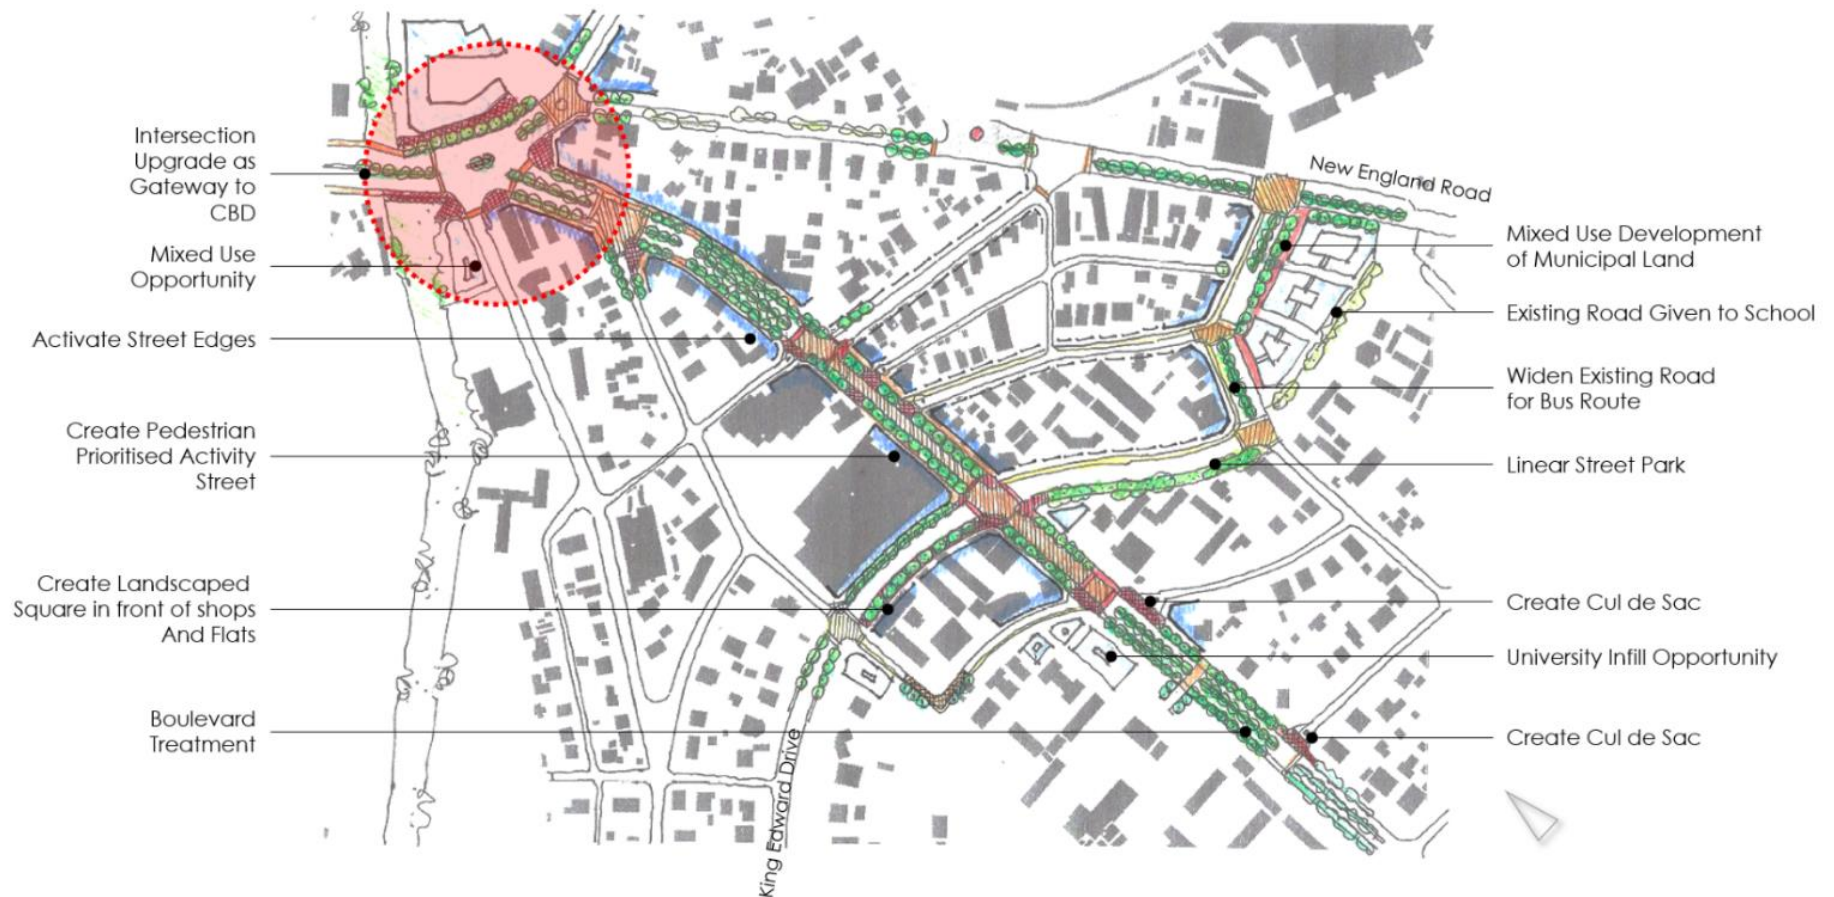 Intersection
Upgrade as
Gateway to
CBD
Mixed Use
Opportunity
Activate Street Edges
Create Pedestrian
Prioritised Activity
Street
Create Landscaped
Square in front of shops
And Flats
Boulevard
Treatment
King Edward Drive
New England Road
Mixed Use Development
of Municipal Land
Existing Road Given to School
Widen Existing Road
for Bus Route
Linear Street Park
Create Cul de Sac
University Infill Opportunity
Create Cul de Sac